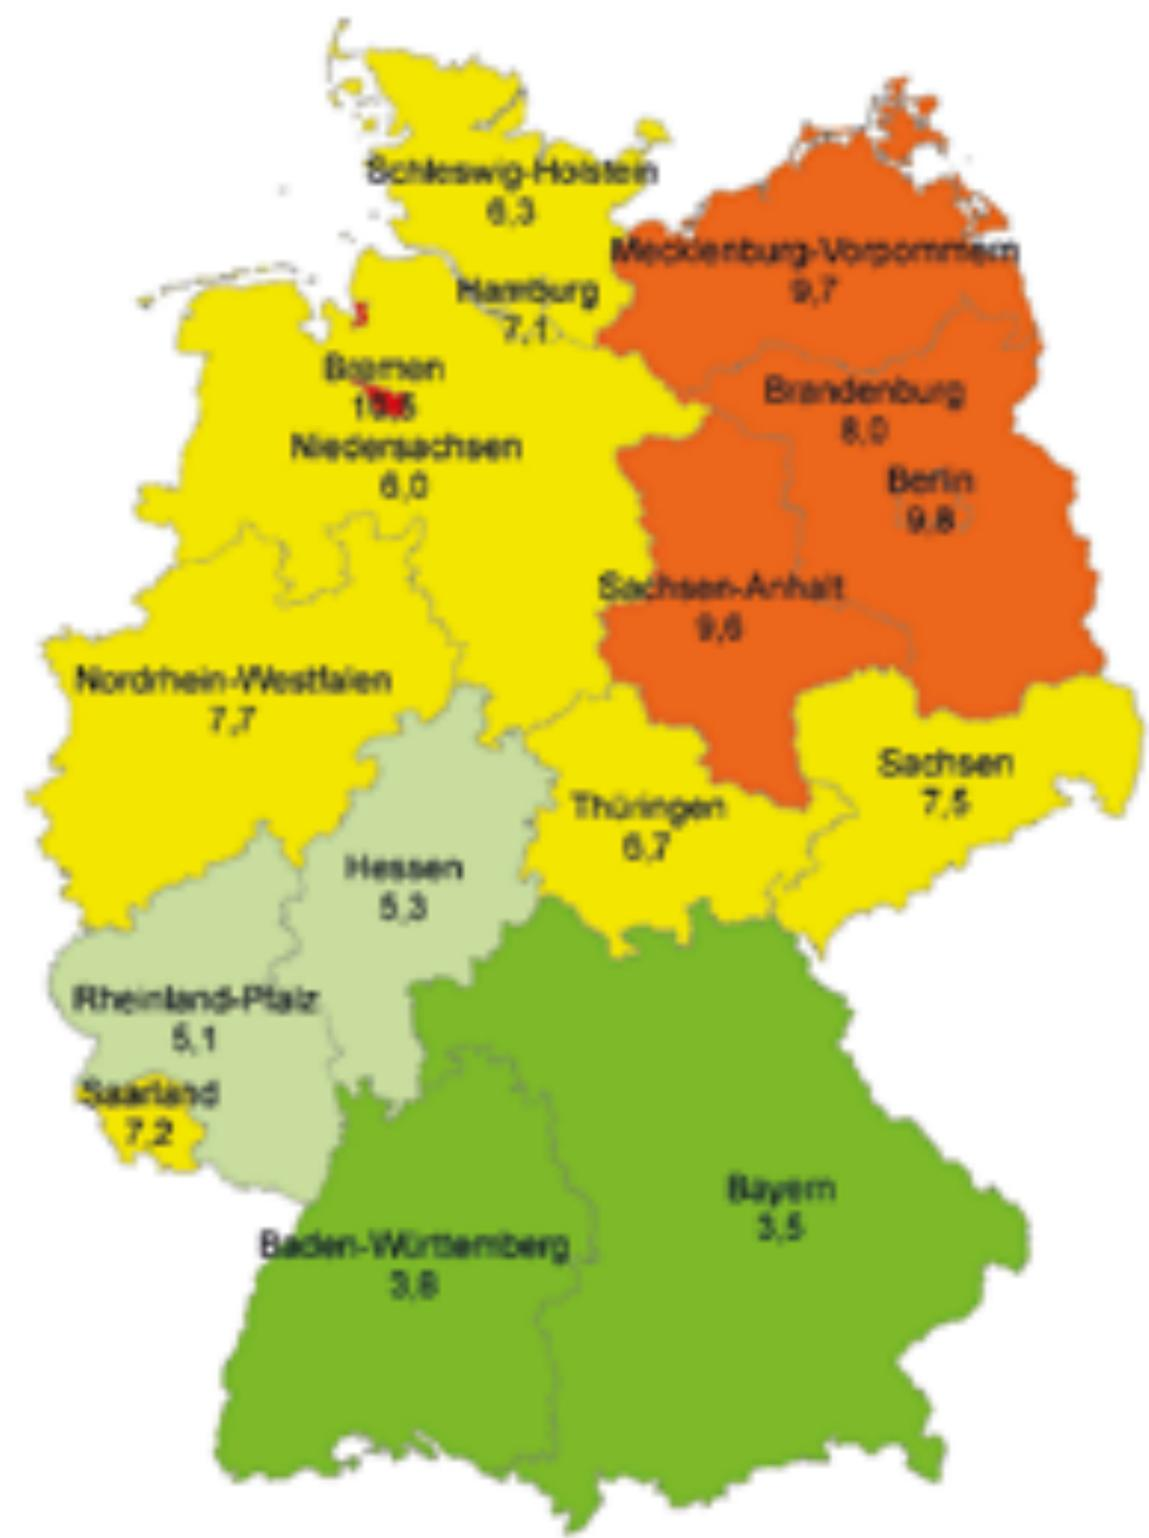 Schleswig-Holstein
6,3
Mecklenburg-Vorpommern
9,7
Hamburg
7,1
3
Bremen
Brandenburg
8,0
Niedersachsen
6,0
Berlin
9,8
Sachsen-Anhalt
9,6
Nordrhein-Westfalen
7,7
Sachsen
7,5
Thüringen
6,7
Hessen
5,3
Rheinland-Pfalz
5,1
Saarland
7,2
Bayern
3,5
Baden-Württemberg
3,8